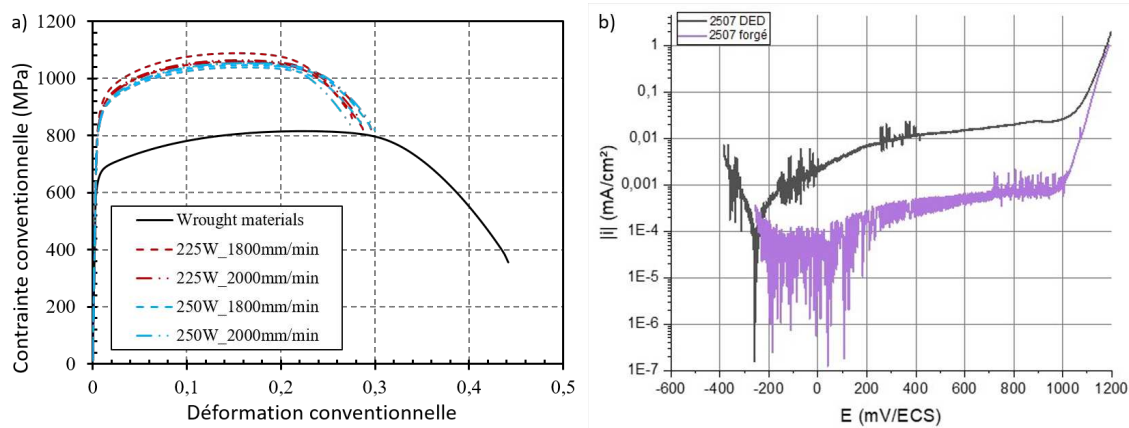 a)
Contrainte conventionnelle (MPa)
1200
1000
800
600
400
200
0
Wrought materials
225W_1800mm/min
225W_2000mm/min
250W_1800mm/min
250W_2000mm/min
0
0,1
0,2
0,3
0,4
0,5
Déformation conventionnelle
b)
2507 DED
2507 forgé
|i| (mA/cm²)
1
0,1
0,01
0,001
1E-4
1E-5
1E-6
1E-7
-600
-400
-200
0
200
400
600
800
1000
1200
E (mV/ECS)